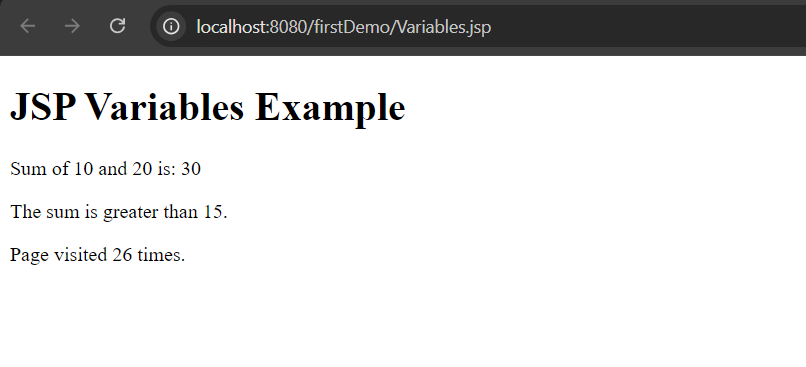 localhost:8080/firstDemo/Variables.jsp
JSP Variables Example
Sum of 10 and 20 is: 30
The sum is greater than 15.
Page visited 26 times.